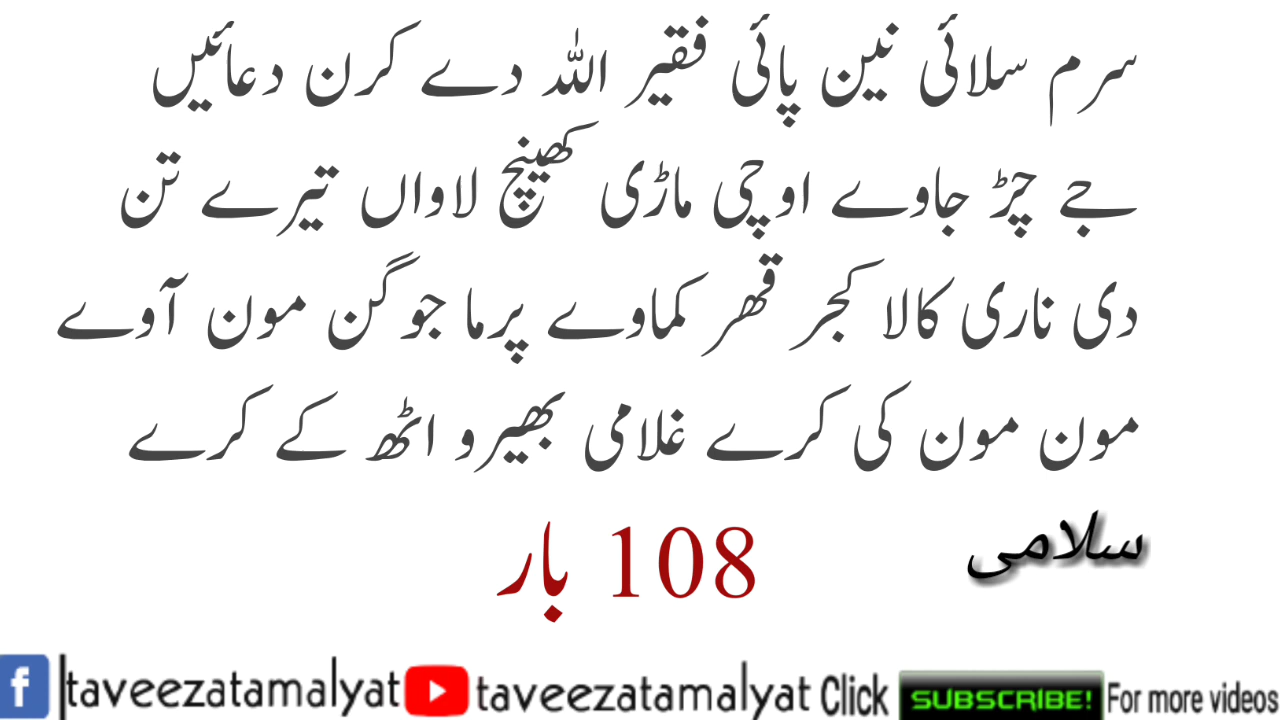 سرم سلائی نین پائی فقیر اللہ دے کرن دعائیں
جے چڑ جاوے اوچی ماڑی کھینچ لاواں تیرے تن
دی ناری کالا کجر قھر کماوے پرما جوگن مون آوے
مون مون کی کرے غلامی بھیرو اٹھ کے کرے
سلامی
108 بار
taveezatamalyat taveezatamalyat Click SUBSCRIBE! For more videos